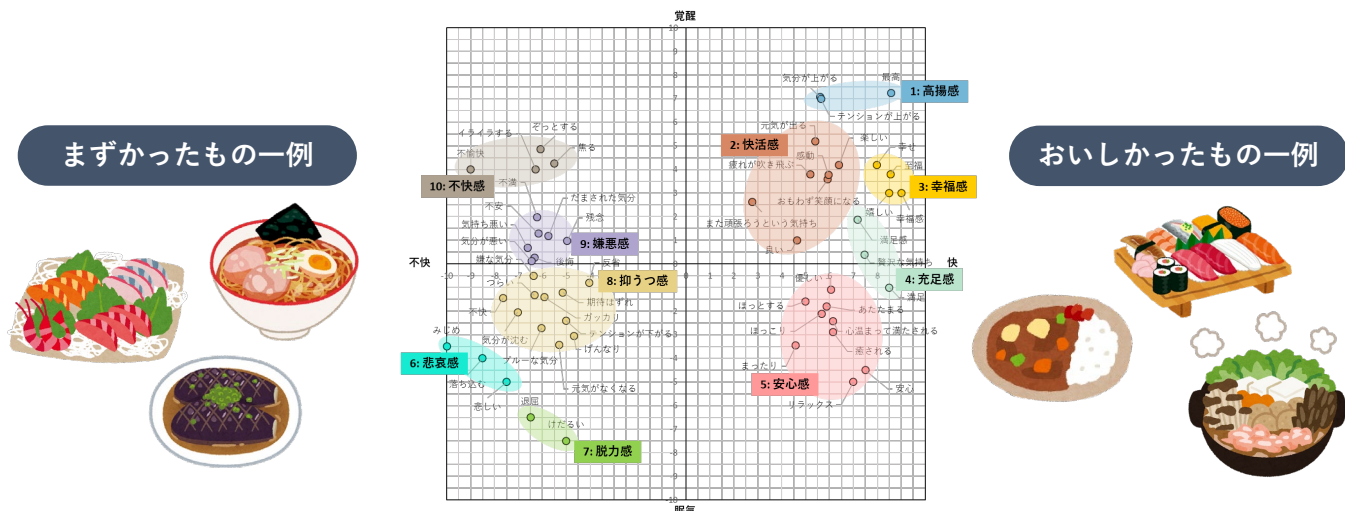 覚醒
10
まずかったもの一例
おいしかったもの一例
気分が上がる
最高
1: 高揚感
テンションが上がる
元気が出る
楽しい
2: 快活感
感動
幸せ
疲れが吹き飛ぶ
至福
3: 幸福感
おもわず笑顔になる
嬉しい
幸福感
また頑張ろうという気持ち
満足感
良い
贅沢な気持ち
快
4: 充足感
満足
イライラする
ぞっとする
焦る
不愉快
10: 不快感
不満
だまされた気分
不安
残念
気持ち悪い
9: 嫌悪感
気分が悪い
嫌な気分
後悔
反省
不快
8: 抑うつ感
つらい
期待はずれ
不快
ガッカリ
テンションが下がる
気分が沈む
げんなり
みじめ
6: 悲哀感
ブルーな気分
落ち込む
元気がなくなる
悲しい
退屈
けだるい
7: 脱力感
優しい
ほっとする
あたたまる
ほっこり
心温まって満たされる
癒される
まったり
5: 安心感
安心
リラックス
-10
眠気